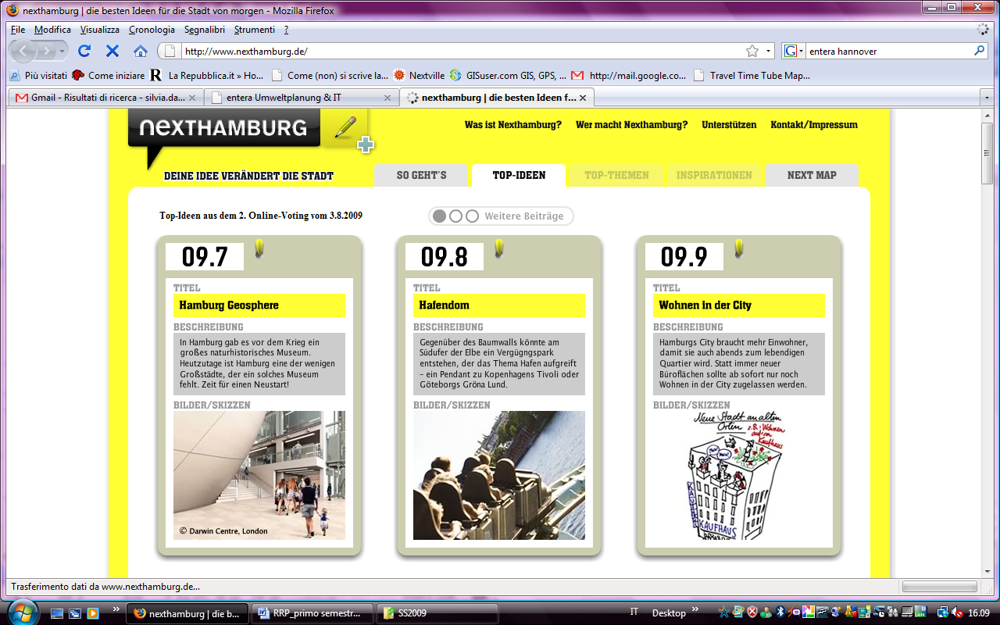 nexthamburg | die besten Ideen für die Stadt von morgen - Mozilla Firefox
File Modifica Visualizza Cronologia Segnalibri Strumenti ?
http://www.nexthamburg.de/
G entera hannover
Più visitati Come iniziare R La Repubblica.it » Ho... Come (non) si scrive la... Nextville GISuser.com GIS, GPS, ... http://mail.google.co... Travel Time Tube Map...
Gmail - Risultati di ricerca - silvia.da... entera Umweltplanung & IT nexthamburg | die besten Ideen f...
NEXTHAMBURG
Was ist Nexthamburg? Wer macht Nexthamburg? Unterstützen Kontakt/Impressum
DEINE IDEE VERÄNDERT DIE STADT
SO GEHT'S TOP-IDEEN TOP-THEMEN INSPIRATIONEN NEXT MAP
Top-Ideen aus dem 2. Online-Voting vom 3.8.2009
Weitere Beiträge
09.7
TITEL
Hamburg Geosphere
BESCHREIBUNG
In Hamburg gab es vor dem Krieg ein
großes naturhistorisches Museum.
Heutzutage ist Hamburg eine der wenigen
Großstädte, der ein solches Museum
fehlt. Zeit für einen Neustart!
BILDER/SKIZZEN
© Darwin Centre, London
09.8
TITEL
Hafendom
BESCHREIBUNG
Gegenüber des Baumwalls könnte am
Südufer der Elbe ein Vergügngspark
entstehen, der das Thema Hafen aufgreift
– ein Pendant zu Kopenhagens Tivoli oder
Göteborgs Gröna Lund.
BILDER/SKIZZEN
09.9
TITEL
Wohnen in der City
BESCHREIBUNG
Hamburgs City braucht mehr Einwohner,
damit sie auch abends zum lebendigen
Quartier wird. Statt immer neuer
Büroflächen sollte ab sofort nur noch
Wohnen in der City zugelassen werden.
BILDER/SKIZZEN
Neue Stadt an alten
Orten
z.B. Wohnen
auf'm
Kaufhaus
KAUFHAUS
Trasferimento dati da www.nexthamburg.de...
nexthamburg | die b... RRP_primo semestr... SS2009 IT Desktop 16.09